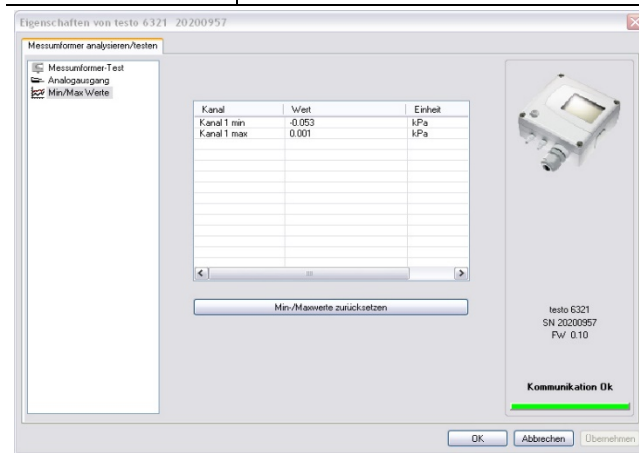 Eigenschaften von testo 6321 20200957
Messumformer analysieren/testen
Messumformer-Test
Analogausgang
Min/Max Werte
Kanal Wert Einheit
Kanal 1 min -0.053 kPa
Kanal 1 max 0.001 kPa
Min-/Maxwerte zurücksetzen
testo 6321
SN 20200957
FW 0.10
Kommunikation Ok
OK Abbrechen Übernehmen